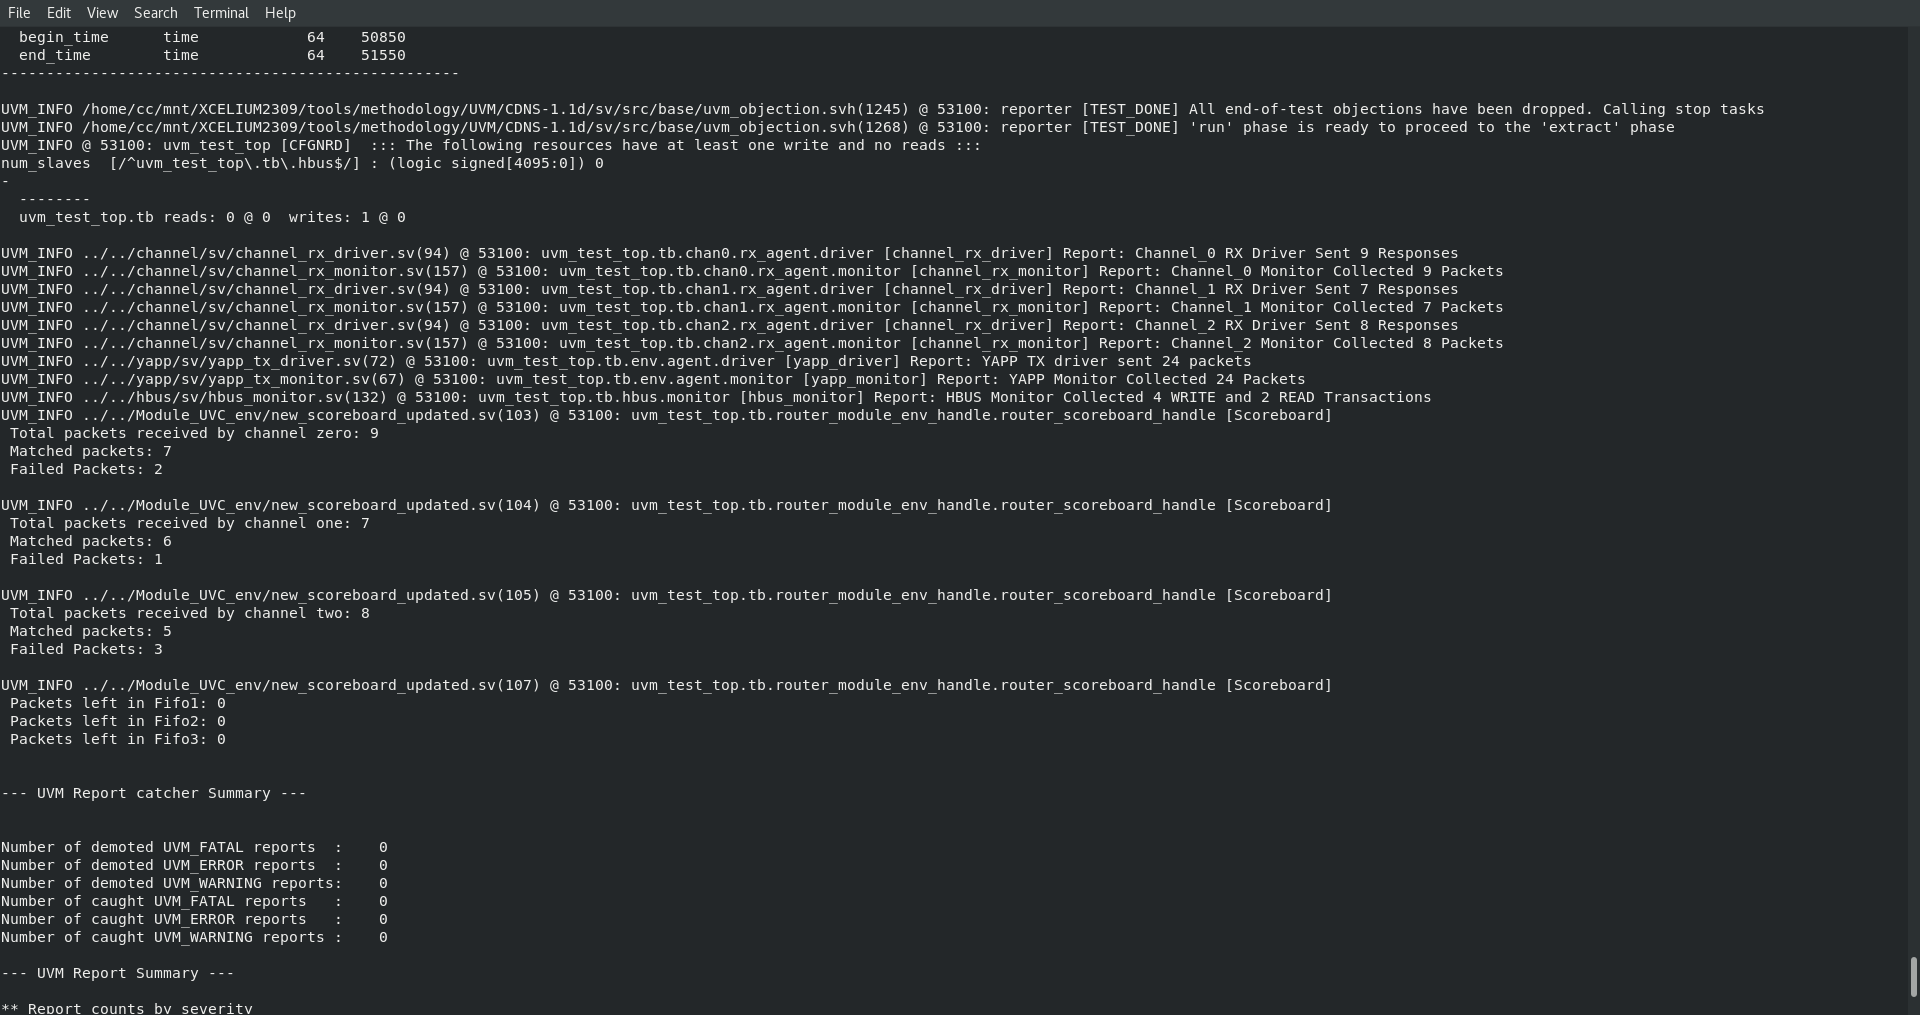 File Edit View Search Terminal Help
begin_time time 64 50850
end_time time 64 51550
---------------------------------------------------
UVM_INFO /home/cc/mnt/XCELIUM2309/tools/methodology/UVM/CDNS-1.1d/sv/src/base/uvm_objection.svh(1245) @ 53100: reporter [TEST_DONE] All end-of-test objections have been dropped. Calling stop tasks
UVM_INFO /home/cc/mnt/XCELIUM2309/tools/methodology/UVM/CDNS-1.1d/sv/src/base/uvm_objection.svh(1268) @ 53100: reporter [TEST_DONE] 'run' phase is ready to proceed to the 'extract' phase
UVM_INFO @ 53100: uvm_test_top [CFGNRD]  ::: The following resources have at least one write and no reads :::
num_slaves  [/^uvm_test_top\.tb\.hbus$/] : (logic signed[4095:0]) 0
-
--------
uvm_test_top.tb reads: 0 @ 0  writes: 1 @ 0
UVM_INFO ../../channel/sv/channel_rx_driver.sv(94) @ 53100: uvm_test_top.tb.chan0.rx_agent.driver [channel_rx_driver] Report: Channel_0 RX Driver Sent 9 Responses
UVM_INFO ../../channel/sv/channel_rx_monitor.sv(157) @ 53100: uvm_test_top.tb.chan0.rx_agent.monitor [channel_rx_monitor] Report: Channel_0 Monitor Collected 9 Packets
UVM_INFO ../../channel/sv/channel_rx_driver.sv(94) @ 53100: uvm_test_top.tb.chan1.rx_agent.driver [channel_rx_driver] Report: Channel_1 RX Driver Sent 7 Responses
UVM_INFO ../../channel/sv/channel_rx_monitor.sv(157) @ 53100: uvm_test_top.tb.chan1.rx_agent.monitor [channel_rx_monitor] Report: Channel_1 Monitor Collected 7 Packets
UVM_INFO ../../channel/sv/channel_rx_driver.sv(94) @ 53100: uvm_test_top.tb.chan2.rx_agent.driver [channel_rx_driver] Report: Channel_2 RX Driver Sent 8 Responses
UVM_INFO ../../channel/sv/channel_rx_monitor.sv(157) @ 53100: uvm_test_top.tb.chan2.rx_agent.monitor [channel_rx_monitor] Report: Channel_2 Monitor Collected 8 Packets
UVM_INFO ../../yapp/sv/yapp_tx_driver.sv(72) @ 53100: uvm_test_top.tb.env.agent.driver [yapp_driver] Report: YAPP TX driver sent 24 packets
UVM_INFO ../../yapp/sv/yapp_tx_monitor.sv(67) @ 53100: uvm_test_top.tb.env.agent.monitor [yapp_monitor] Report: YAPP Monitor Collected 24 Packets
UVM_INFO ../../hbus/sv/hbus_monitor.sv(132) @ 53100: uvm_test_top.tb.hbus.monitor [hbus_monitor] Report: HBUS Monitor Collected 4 WRITE and 2 READ Transactions
UVM_INFO ../../Module_UVC_env/new_scoreboard_updated.sv(103) @ 53100: uvm_test_top.tb.router_module_env_handle.router_scoreboard_handle [Scoreboard]
Total packets received by channel zero: 9
Matched packets: 7
Failed Packets: 2
UVM_INFO ../../Module_UVC_env/new_scoreboard_updated.sv(104) @ 53100: uvm_test_top.tb.router_module_env_handle.router_scoreboard_handle [Scoreboard]
Total packets received by channel one: 7
Matched packets: 6
Failed Packets: 1
UVM_INFO ../../Module_UVC_env/new_scoreboard_updated.sv(105) @ 53100: uvm_test_top.tb.router_module_env_handle.router_scoreboard_handle [Scoreboard]
Total packets received by channel two: 8
Matched packets: 5
Failed Packets: 3
UVM_INFO ../../Module_UVC_env/new_scoreboard_updated.sv(107) @ 53100: uvm_test_top.tb.router_module_env_handle.router_scoreboard_handle [Scoreboard]
Packets left in Fifo1: 0
Packets left in Fifo2: 0
Packets left in Fifo3: 0
--- UVM Report catcher Summary ---
Number of demoted UVM_FATAL reports  :    0
Number of demoted UVM_ERROR reports  :    0
Number of demoted UVM_WARNING reports:    0
Number of caught UVM_FATAL reports   :    0
Number of caught UVM_ERROR reports   :    0
Number of caught UVM_WARNING reports :    0
--- UVM Report Summary ---
** Report counts by severity